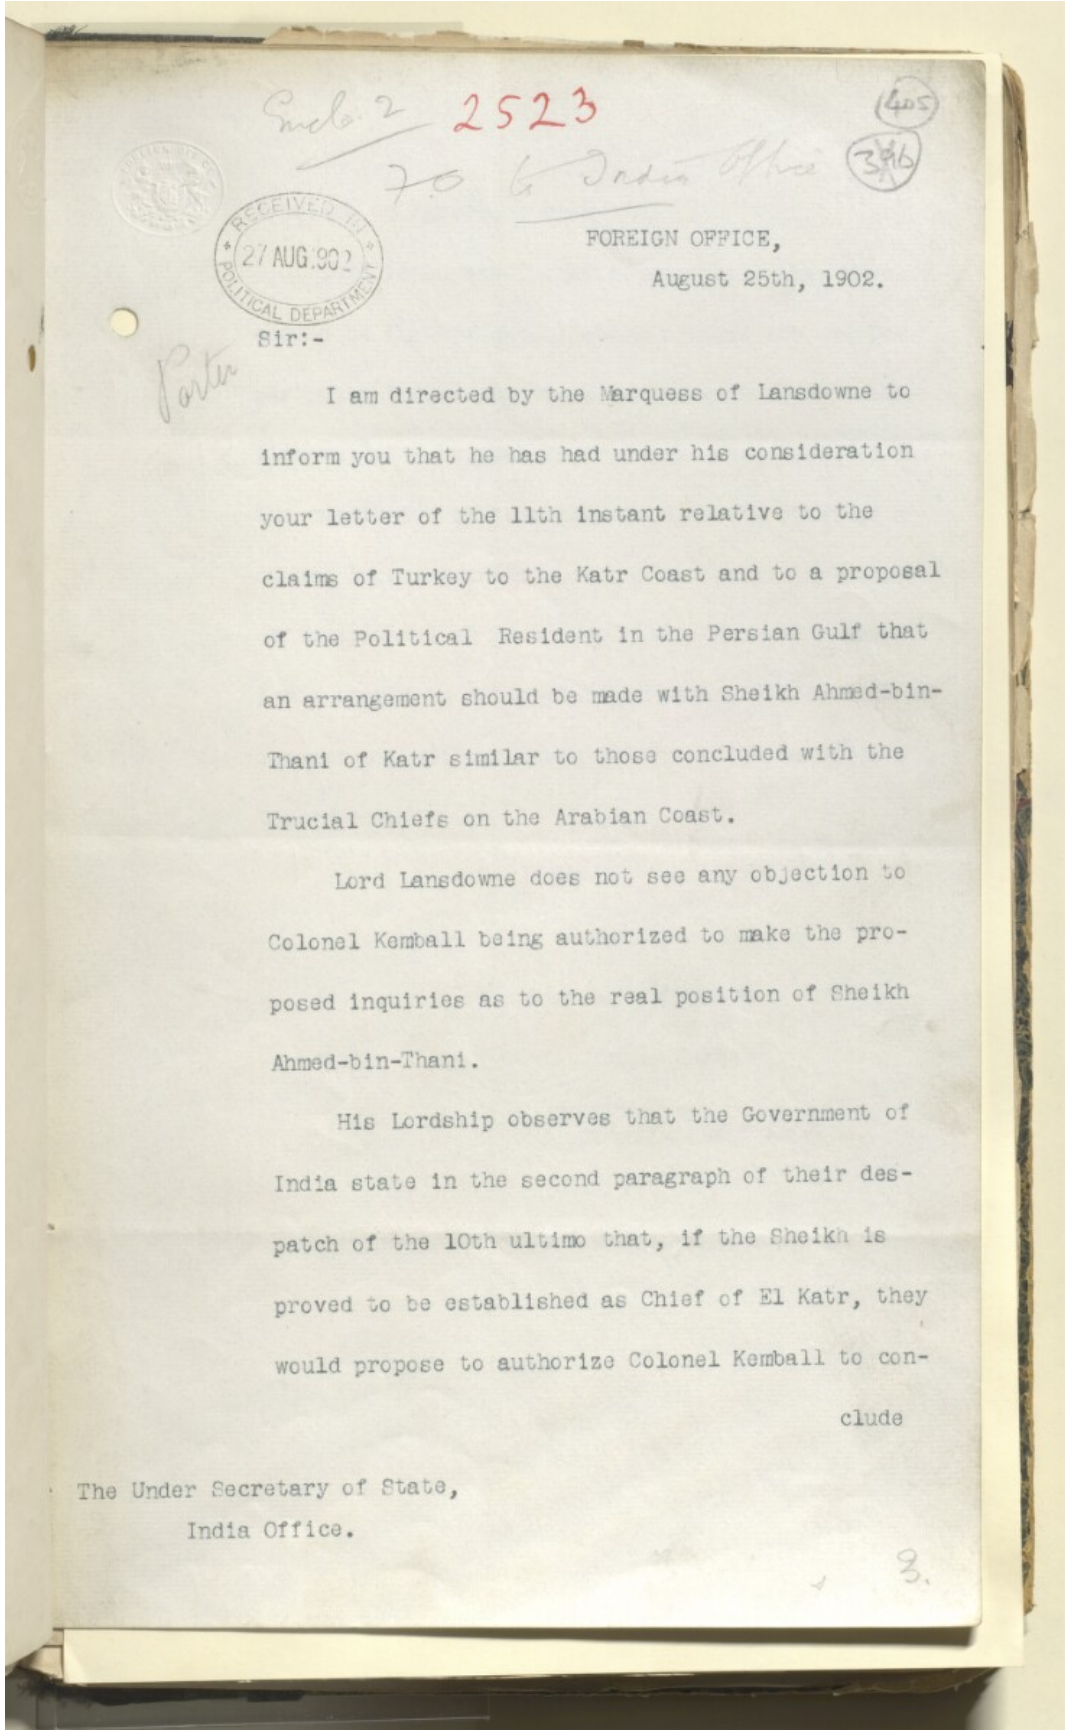 Encl. 2 2523
405
396
F.O to India Office
RECEIVED IN
27 AUG.1902
POLITICAL DEPARTMENT
FOREIGN OFFICE,
August 25th, 1902.
Sir:-
Porter
I am directed by the Marquess of Lansdowne to
inform you that he has had under his consideration
your letter of the 11th instant relative to the
claims of Turkey to the Katr Coast and to a proposal
of the Political Resident in the Persian Gulf that
an arrangement should be made with Sheikh Ahmed-bin-
Thani of Katr similar to those concluded with the
Trucial Chiefs on the Arabian Coast.
Lord Lansdowne does not see any objection to
Colonel Kemball being authorized to make the pro-
posed inquiries as to the real position of Sheikh
Ahmed-bin-Thani.
His Lordship observes that the Government of
India state in the second paragraph of their des-
patch of the 10th ultimo that, if the Sheikh is
proved to be established as Chief of El Katr, they
would propose to authorize Colonel Kemball to con-
clude
The Under Secretary of State,
India Office.
3.